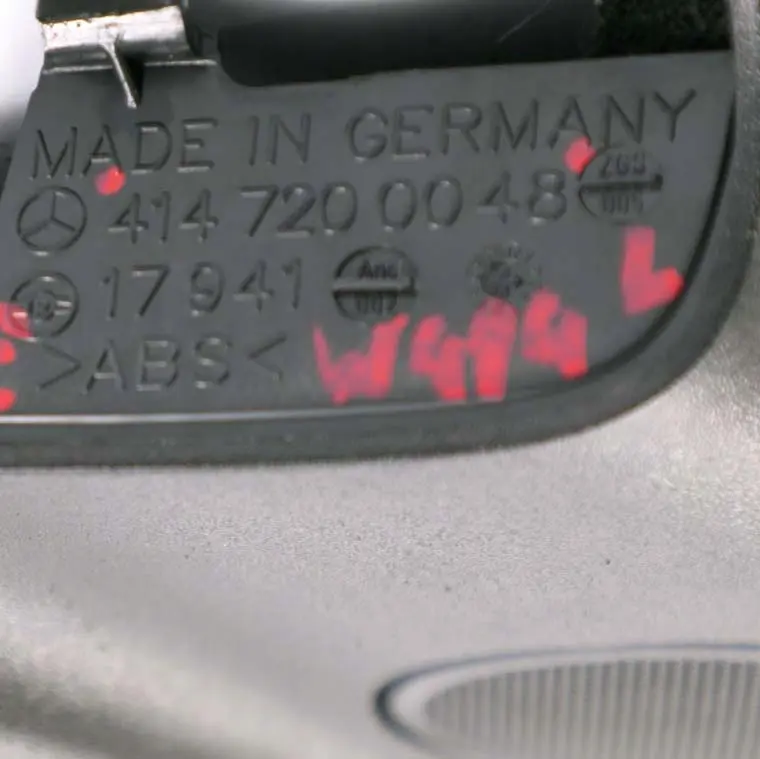 MADE IN GERMANY
414 720 00 48
17941
>ABS<
W414 L